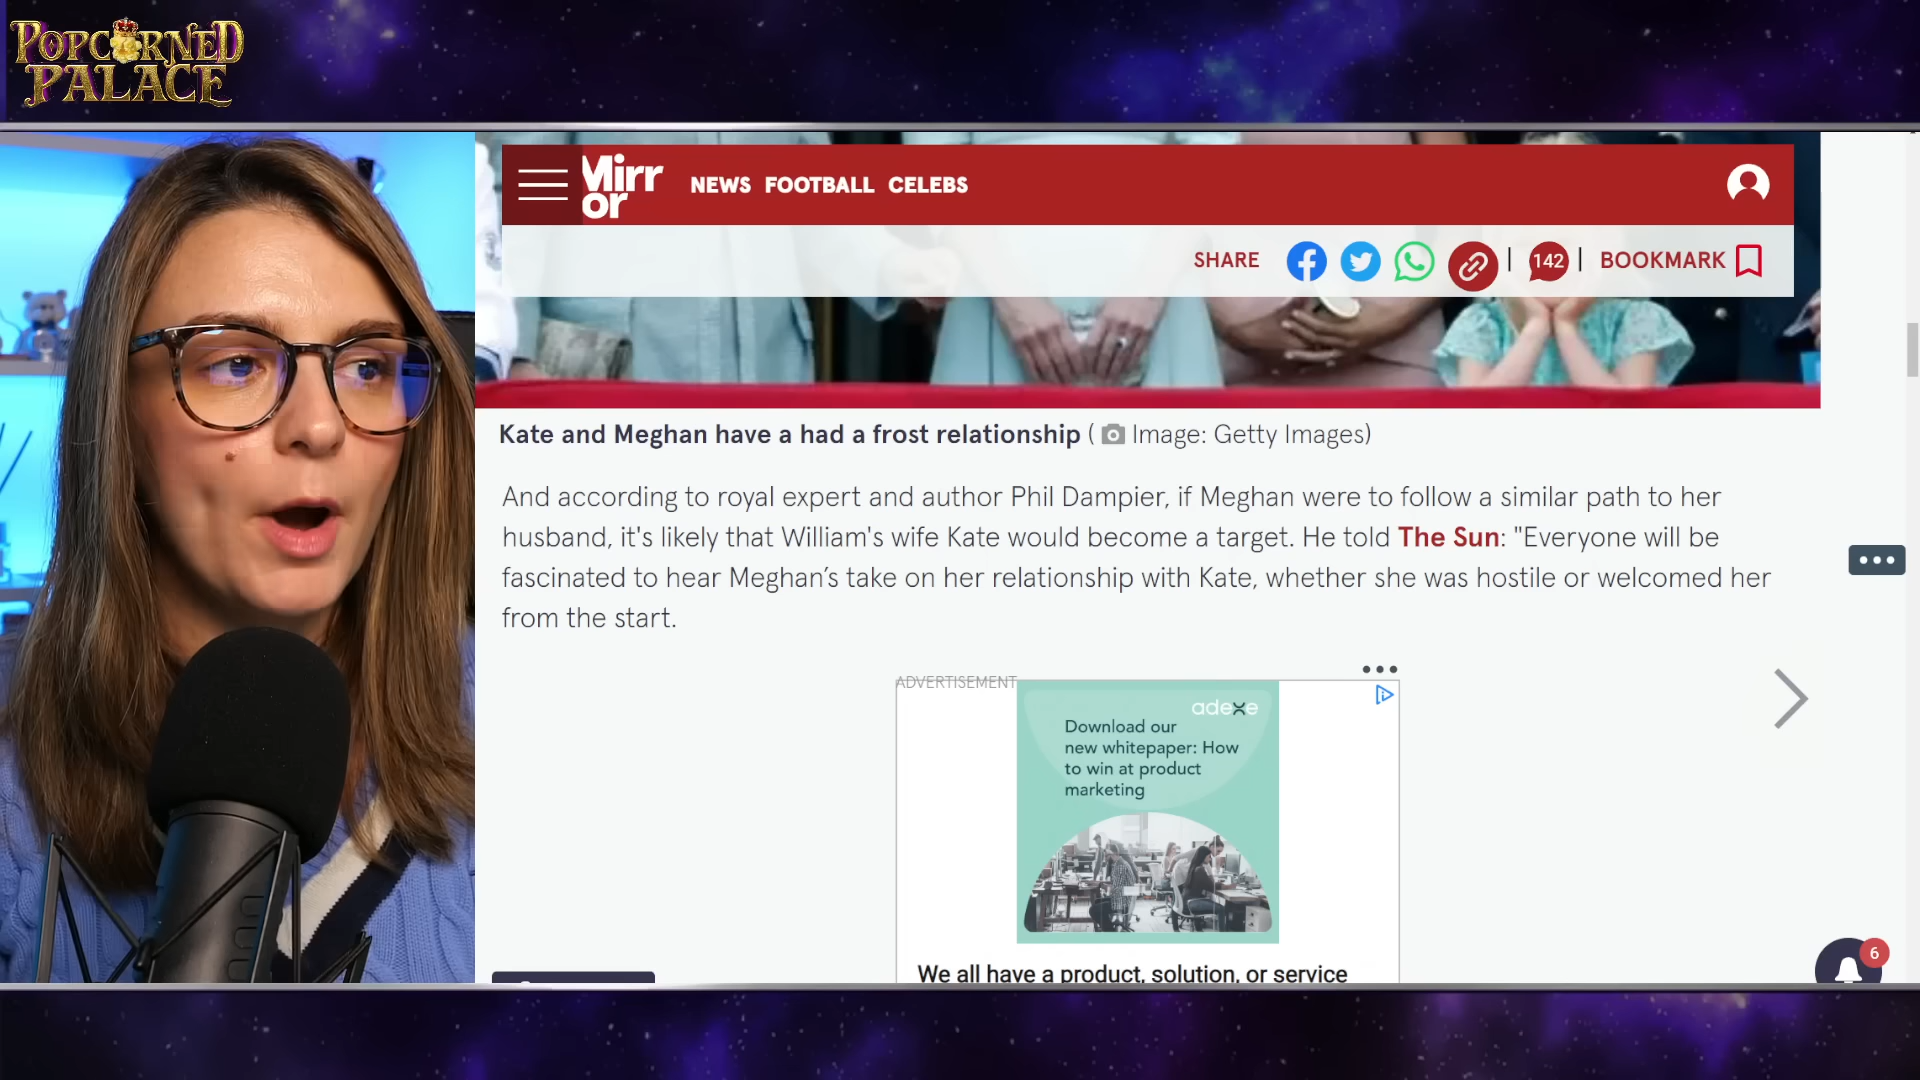 POPCORNED
PALACE
Mirr
or
NEWS FOOTBALL CELEBS
SHARE
142
BOOKMARK
Kate and Meghan have a had a frost relationship ( Image: Getty Images)
And according to royal expert and author Phil Dampier, if Meghan were to follow a similar path to her
husband, it's likely that William's wife Kate would become a target. He told The Sun: "Everyone will be
fascinated to hear Meghan’s take on her relationship with Kate, whether she was hostile or welcomed her
from the start.
ADVERTISEMENT
adexe
Download our
new whitepaper: How
to win at product
marketing
We all have a product, solution, or service
6